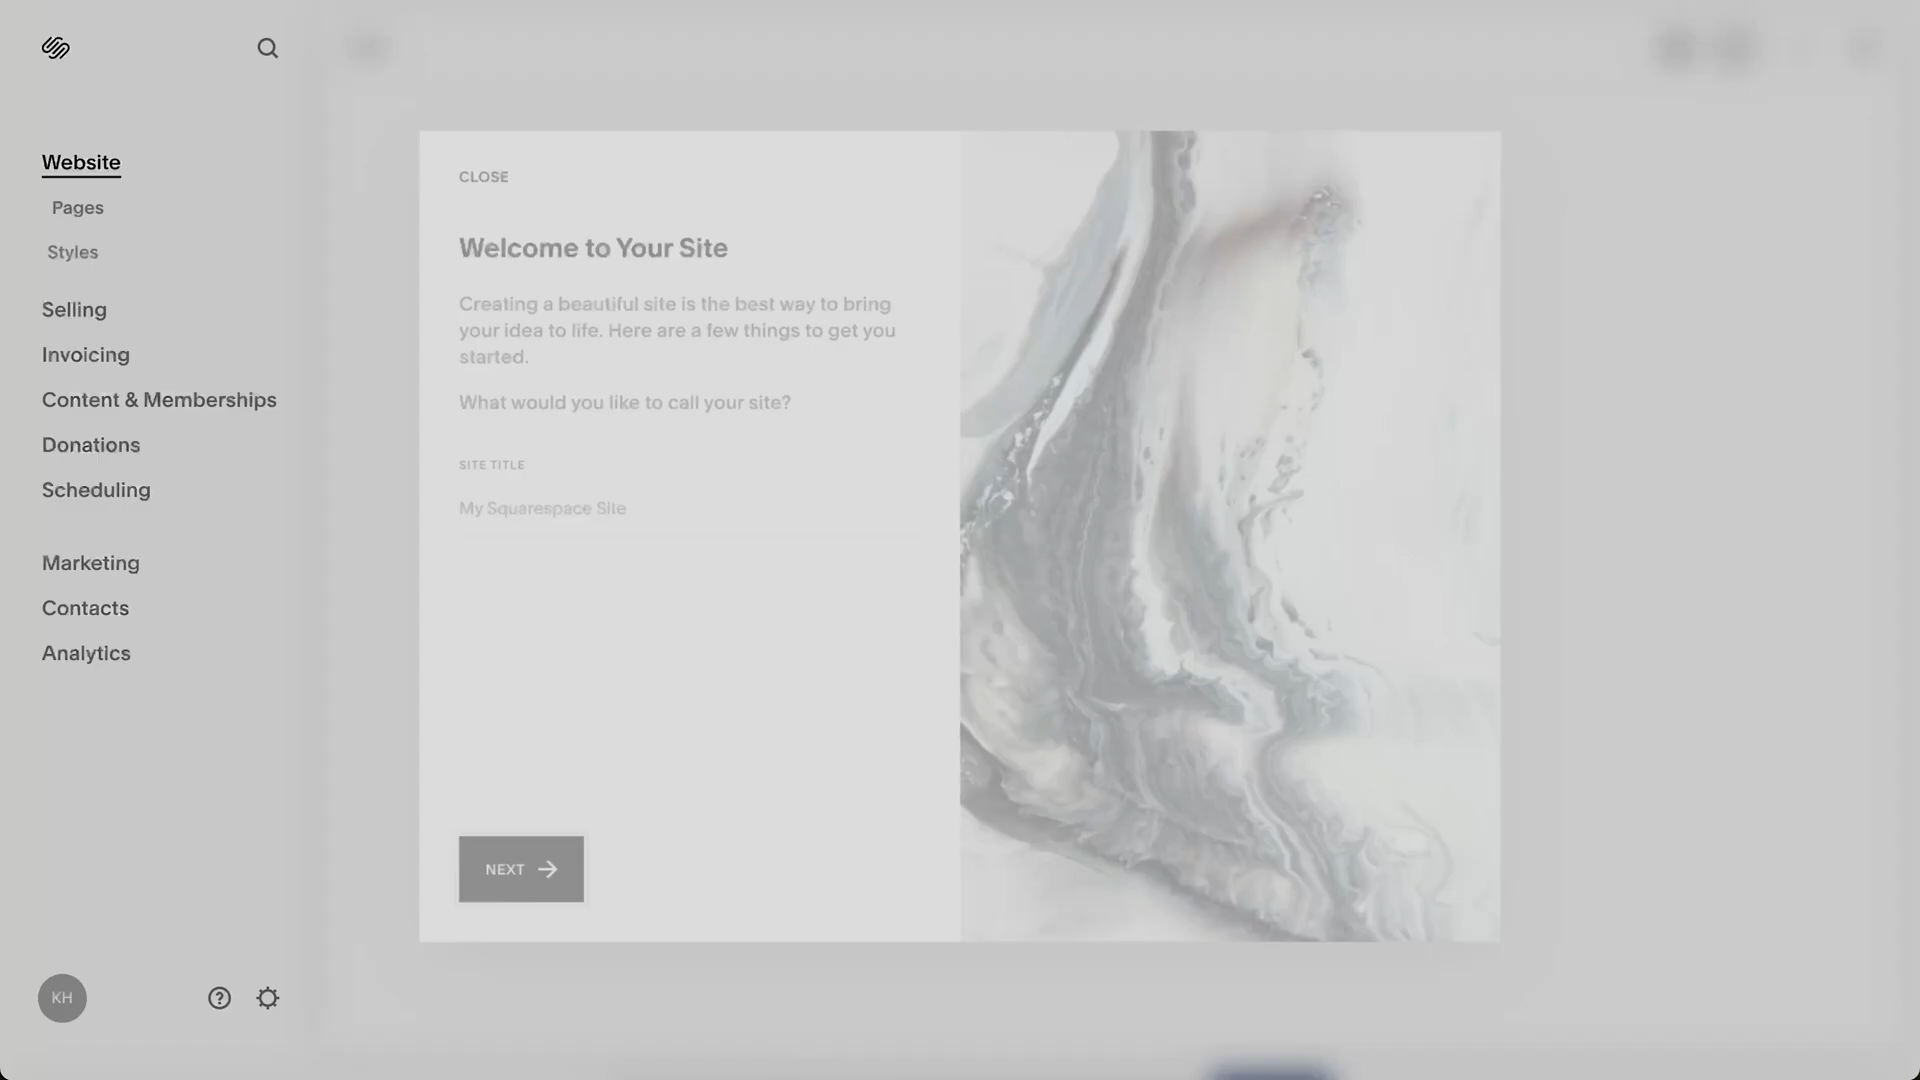 Website
Pages
Styles
Selling
Invoicing
Content & Memberships
Donations
Scheduling
Marketing
Contacts
Analytics
KH
CLOSE
Welcome to Your Site
Creating a beautiful site is the best way to bring
your idea to life. Here are a few things to get you
started.
What would you like to call your site?
SITE TITLE
My Squarespace Site
NEXT